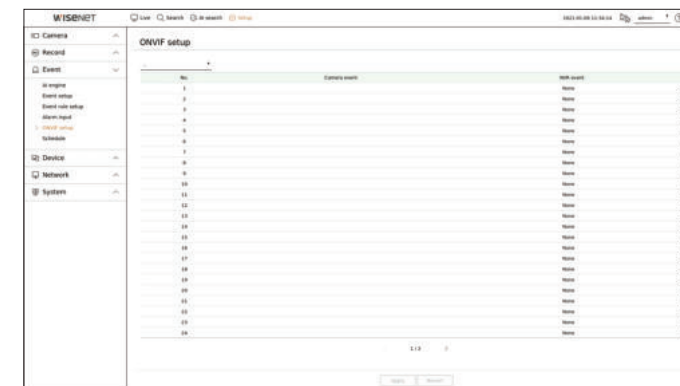 WISENET
Live Search AI search Setup
admin
Camera
Record
Event
AI engine
Event setup
Event rule setup
Alarm input
ONVIF setup
Schedule
Device
Network
System
ONVIF setup
No. Camera event NVR event
1 None
2 None
3 None
4 None
5 None
6 None
7 None
8 None
9 None
10 None
11 None
12 None
13 None
14 None
15 None
16 None
17 None
18 None
19 None
20 None
21 None
22 None
23 None
24 None
Apply Revert